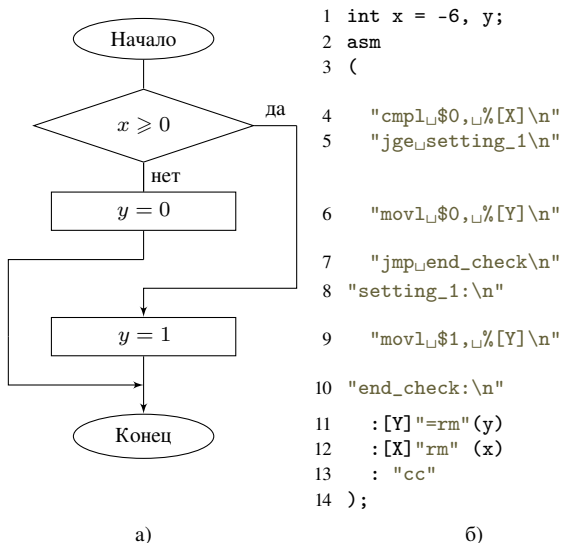 Начало
x ⩾ 0
да
нет
y = 0
y = 1
Конец
а)
1 int x = -6, y;
2 asm
3 (
4 "cmpl␣$0,␣%[X]\n"
5 "jge␣setting_1\n"
6 "movl␣$0,␣%[Y]\n"
7 "jmp␣end_check\n"
8 "setting_1:\n"
9 "movl␣$1,␣%[Y]\n"
10 "end_check:\n"
11 :[Y]"=rm"(y)
12 :[X]"rm" (x)
13 : "cc"
14 );
б)